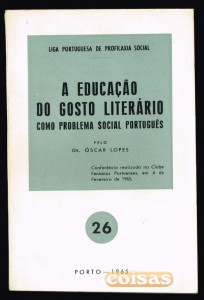 LIGA PORTUGUESA DE PROFILAXIA SOCIAL
A EDUCAÇÃO
DO GOSTO LITERÁRIO
COMO PROBLEMA SOCIAL PORTUGUÊS
PELO
DR. ÓSCAR LOPES
Conferência realizada no Clube
Fenianos Portuenses, em 4 de
Fevereiro de 1965.
26
PORTO—1965
coisas